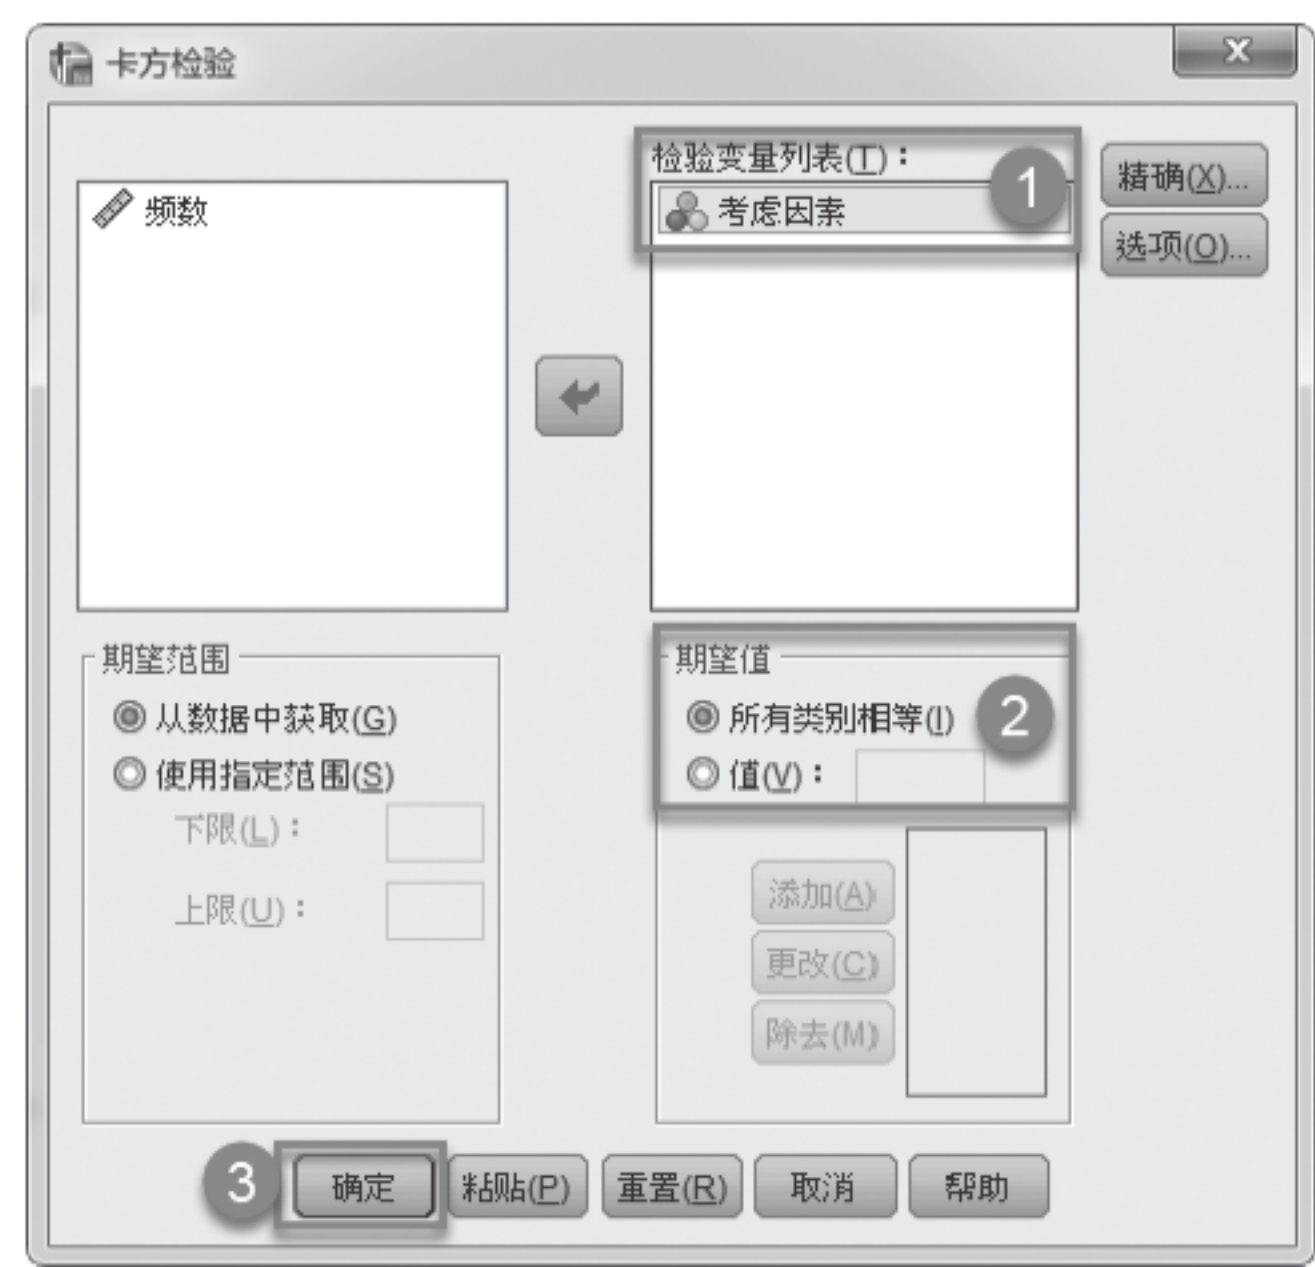 卡方检验
x
检验变量列表(T)：
1
精确(X)...
频数
考虑因素
选项(O)...
期望范围
从数据中获取(G)
使用指定范围(S)
下限(L)：
上限(U)：
期望值
所有类别相等(I)
2
值(V)：
添加(A)
更改(C)
除去(M)
3
确定
粘贴(P)
重置(R)
取消
帮助